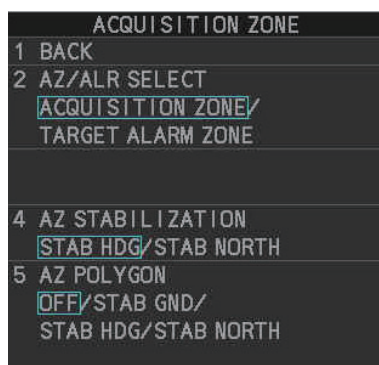 ACQUISITION ZONE
1 BACK
2 AZ/ALR SELECT
ACQUISITION ZONE/
TARGET ALARM ZONE
4 AZ STABILIZATION
STAB HDG/STAB NORTH
5 AZ POLYGON
OFF/STAB GND/
STAB HDG/STAB NORTH